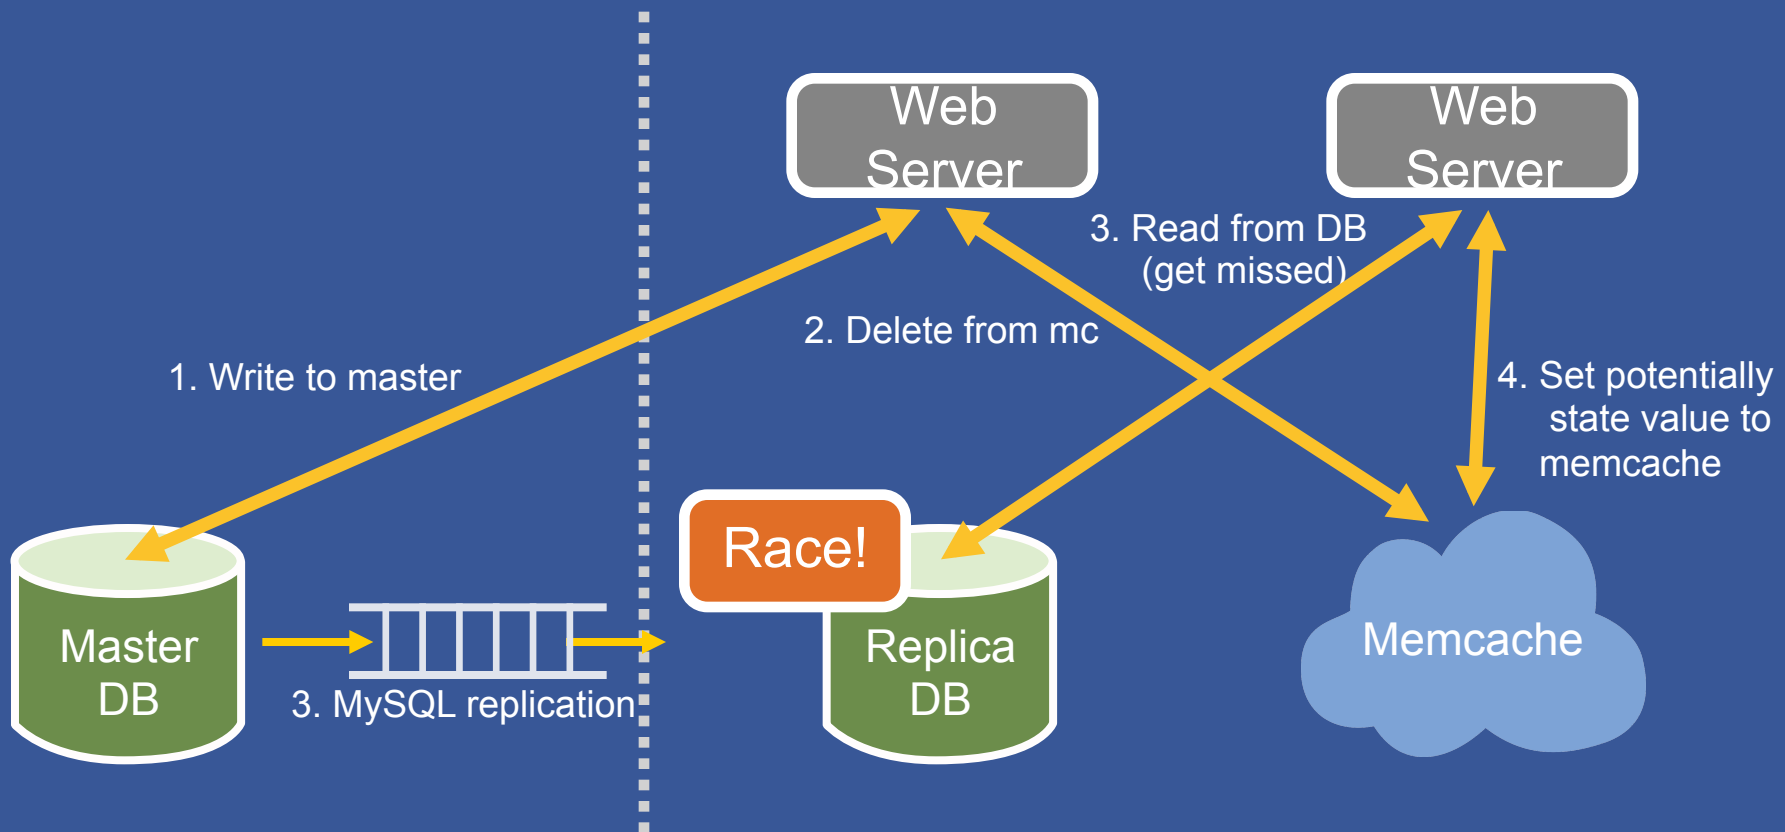 Web
Server
Web
Server
3. Read from DB
(get missed)
2. Delete from mc
1. Write to master
4. Set potentially
state value to
memcache
Race!
Master
DB
3. MySQL replication
Replica
DB
Memcache